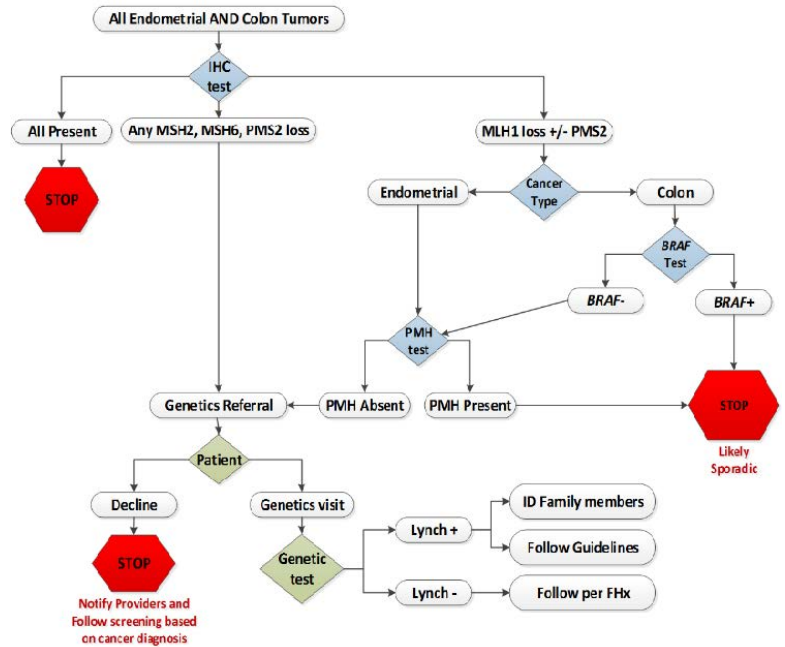 All Endometrial AND Colon Tumors
IHC
test
All Present
Any MSH2, MSH6, PMS2 loss
MLH1 loss +/- PMS2
STOP
Endometrial
Cancer
Type
Colon
BRAF
Test
BRAF-
BRAF+
PMH
test
Genetics Referral
PMH Absent
PMH Present
STOP
Likely
Sporadic
Patient
Decline
Genetics visit
STOP
Notify Providers and
Follow screening based
on cancer diagnosis
Genetic
test
Lynch +
ID Family members
Follow Guidelines
Lynch -
Follow per FHx